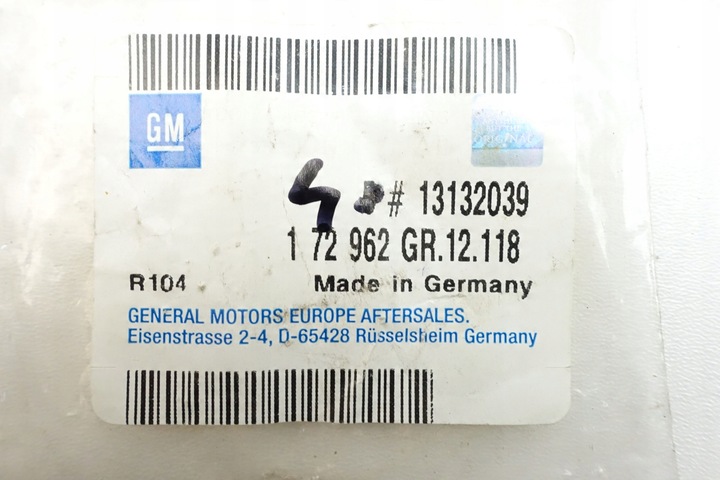 GM
ORIGINAL
# 13132039
1 72 962 GR.12.118
R104 Made in Germany
GENERAL MOTORS EUROPE AFTERSALES.
Eisenstrasse 2-4, D-65428 Rüsselsheim Germany